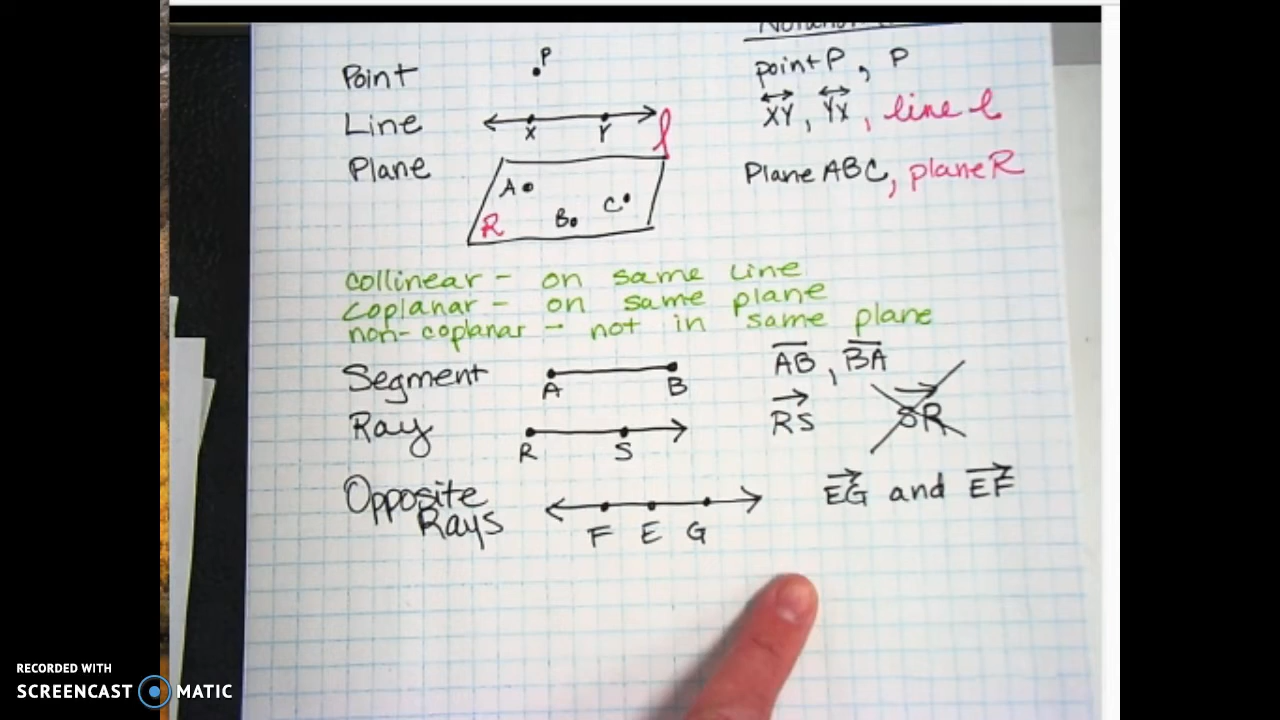 Point P point P, P
Line X Y l XY, YX, line l
Plane A B C R Plane ABC, plane R
collinear - on same line
coplanar - on same plane
non-coplanar - not in same plane
Segment A B AB, BA
Ray R S RS SR
Opposite Rays F E G EG and EF
RECORDED WITH
SCREENCAST MATIC